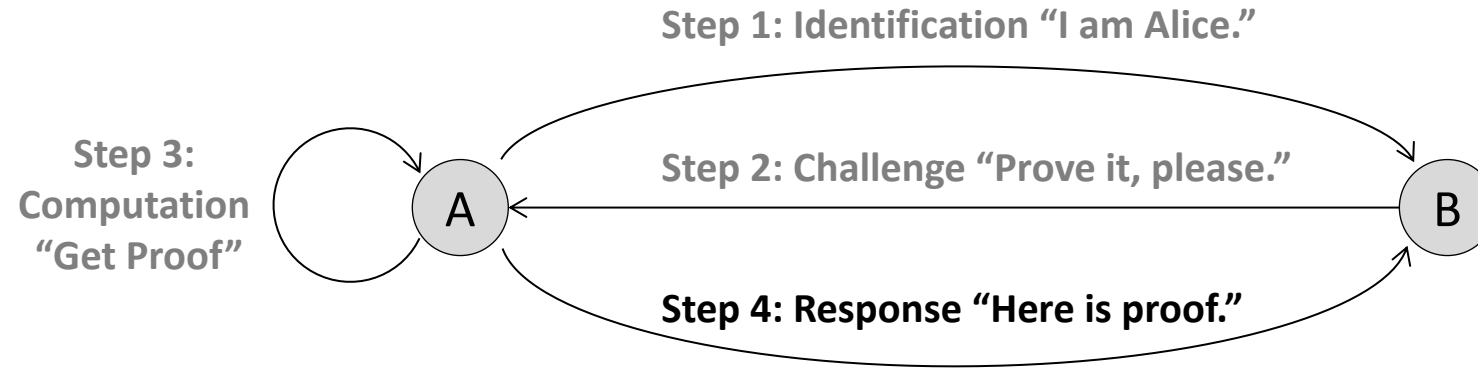 Step 1: Identification “I am Alice.”
Step 3:
Computation
“Get Proof”
A
Step 2: Challenge “Prove it, please.”
B
Step 4: Response “Here is proof.”